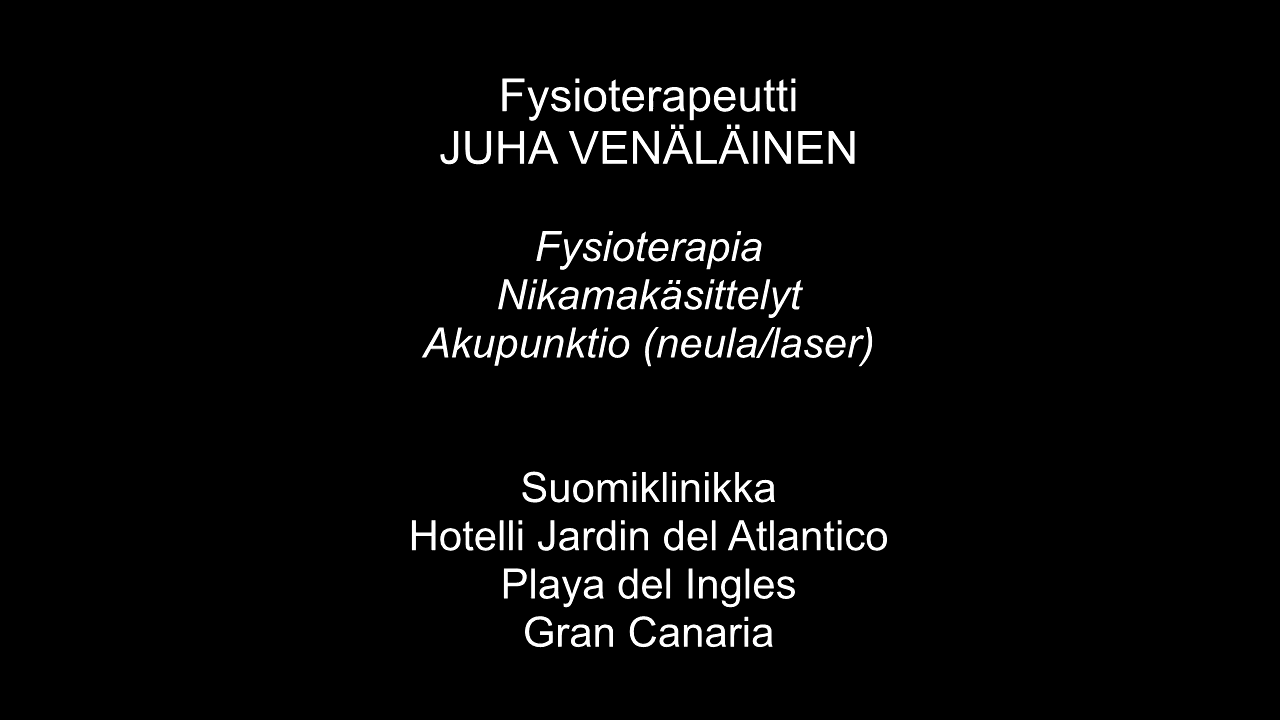 Fysioterapeutti
JUHA VENÄLÄINEN
Fysioterapia
Nikamakäsittelyt
Akupunktio (neula/laser)
Suomiklinikka
Hotelli Jardin del Atlantico
Playa del Ingles
Gran Canaria